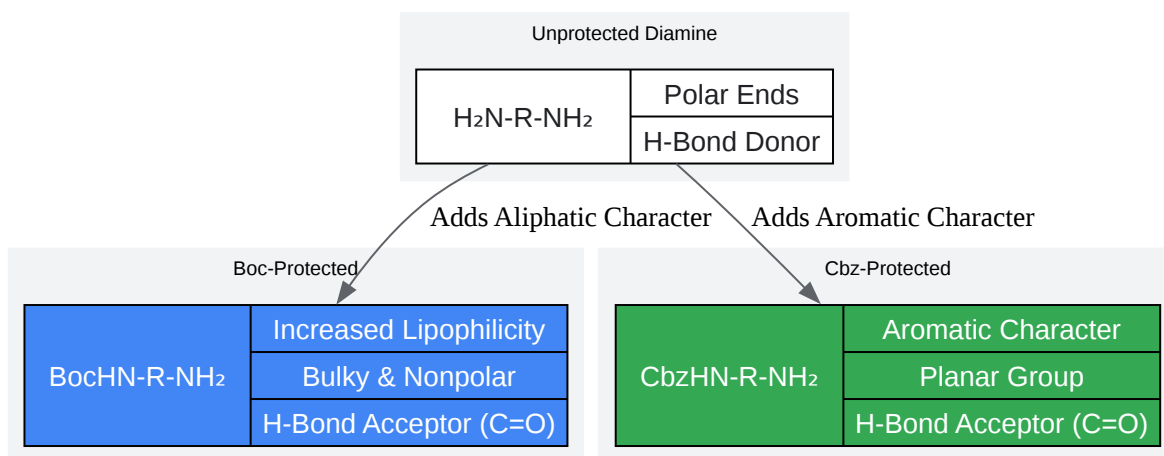 Unprotected Diamine
H₂N-R-NH₂
Polar Ends
H-Bond Donor
Adds Aliphatic Character
Adds Aromatic Character
Boc-Protected
BocHN-R-NH₂
Increased Lipophilicity
Bulky & Nonpolar
H-Bond Acceptor (C=O)
Cbz-Protected
CbzHN-R-NH₂
Aromatic Character
Planar Group
H-Bond Acceptor (C=O)